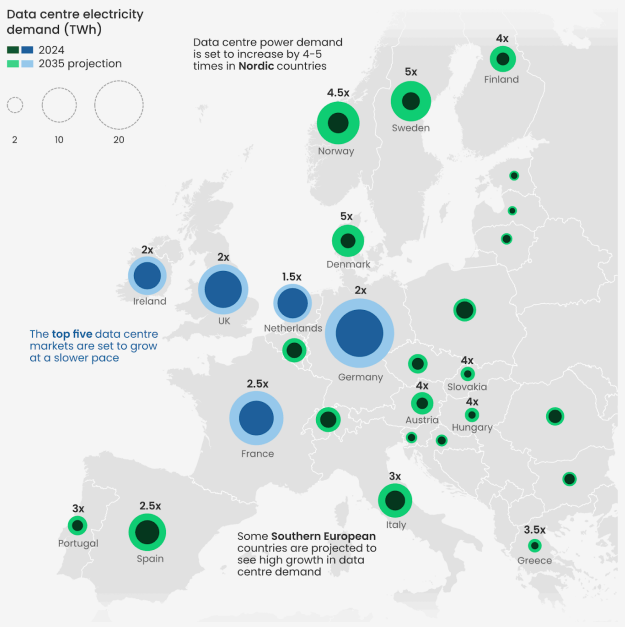 Data centre electricity
demand (TWh)
2024
2035 projection
2
10
20
Data centre power demand
is set to increase by 4-5
times in Nordic countries
4x
Finland
5x
Sweden
4.5x
Norway
5x
Denmark
2x
Ireland
2x
UK
1.5x
Netherlands
2x
Germany
The top five data centre
markets are set to grow
at a slower pace
4x
Slovakia
4x
Austria
4x
Hungary
2.5x
France
3x
Portugal
2.5x
Spain
3x
Italy
Some Southern European
countries are projected to
see high growth in data
centre demand
3.5x
Greece